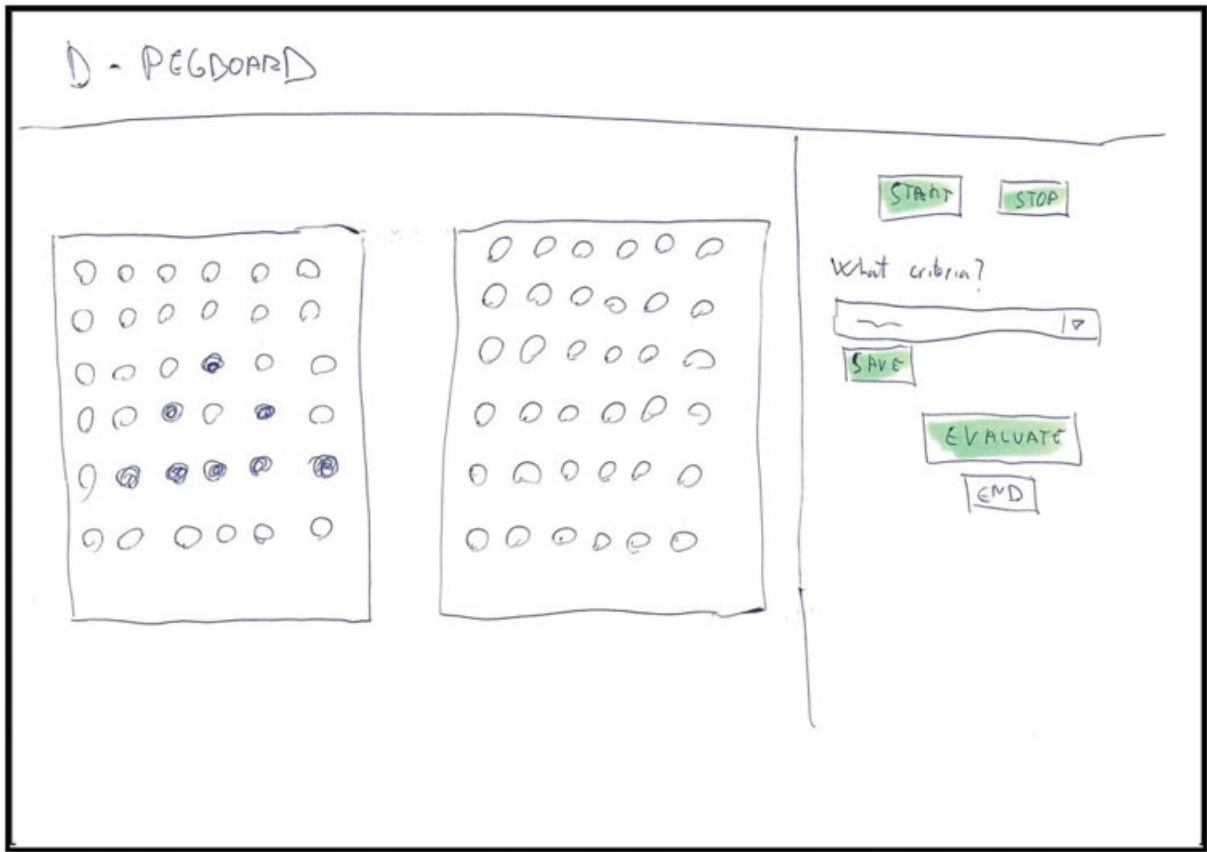 D - PEGBOARD
START STOP
What criteria?
SAVE
EVALUATE
END